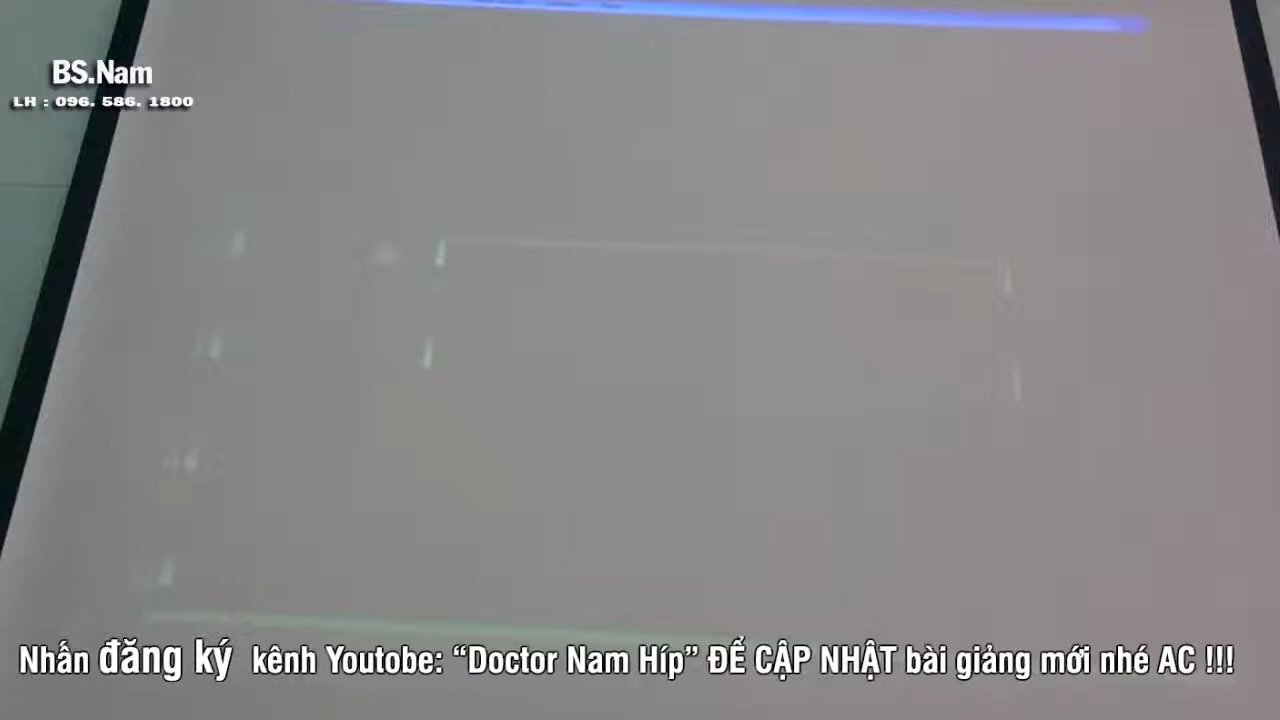 BS.Nam
LH : 096. 586. 1800
Nhấn đăng ký kênh Youtobe: “Doctor Nam Híp” ĐỂ CẬP NHẬT bài giảng mới nhé AC !!!